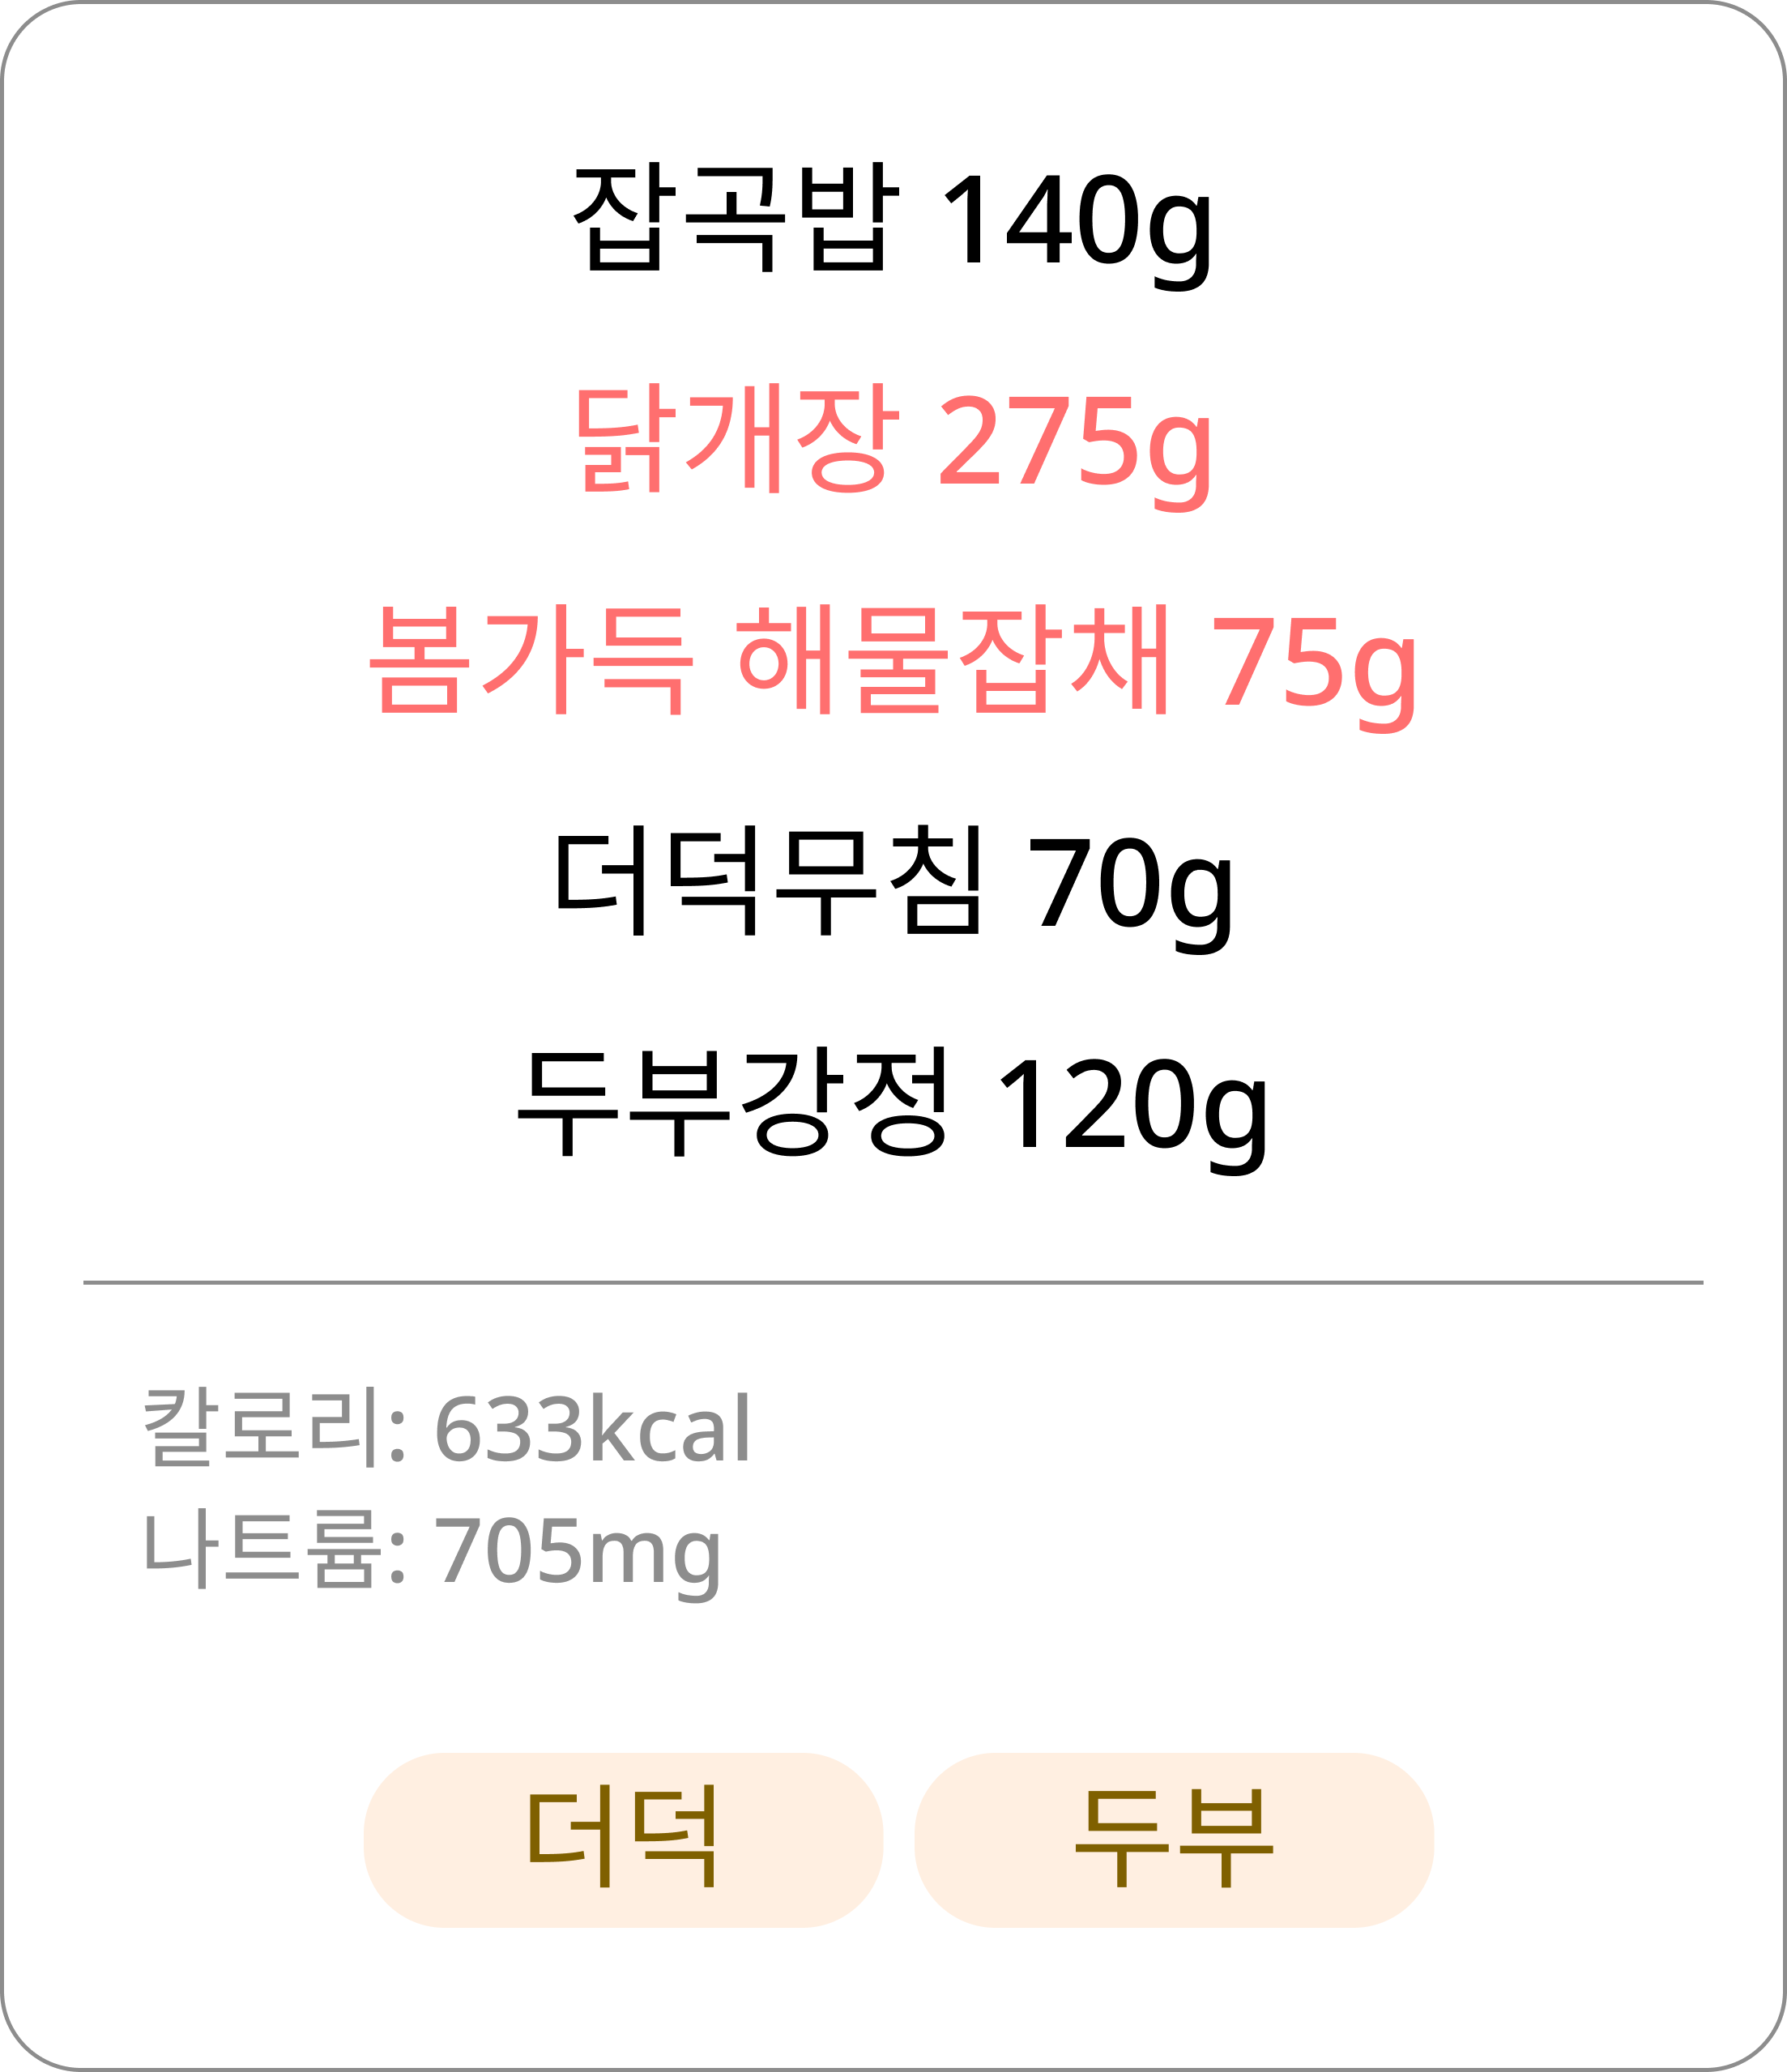 잡곡밥 140g
닭개장 275g
봄가득 해물잡채 75g
더덕무침 70g
두부강정 120g
칼로리: 633kcal
나트륨: 705mg
더덕 두부